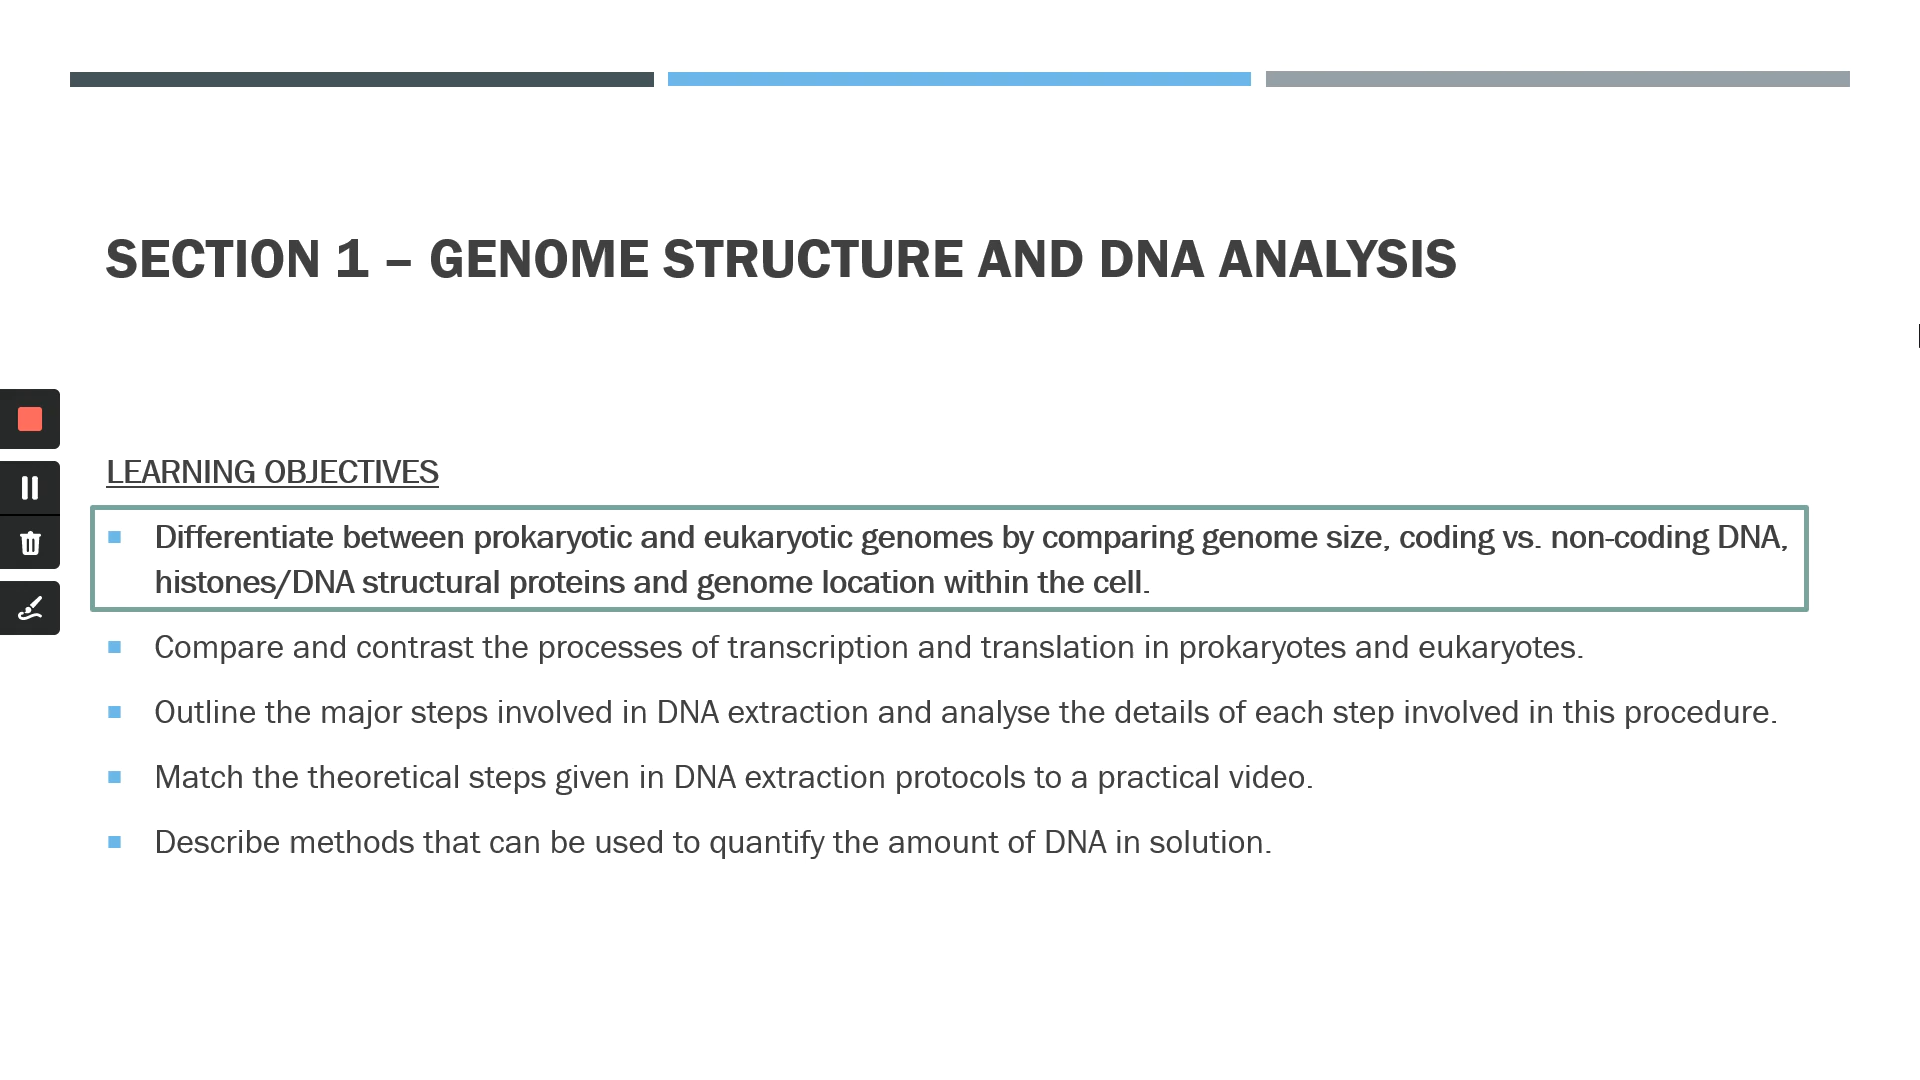 SECTION 1 – GENOME STRUCTURE AND DNA ANALYSIS
LEARNING OBJECTIVES
Differentiate between prokaryotic and eukaryotic genomes by comparing genome size, coding vs. non-coding DNA,
histones/DNA structural proteins and genome location within the cell.
Compare and contrast the processes of transcription and translation in prokaryotes and eukaryotes.
Outline the major steps involved in DNA extraction and analyse the details of each step involved in this procedure.
Match the theoretical steps given in DNA extraction protocols to a practical video.
Describe methods that can be used to quantify the amount of DNA in solution.